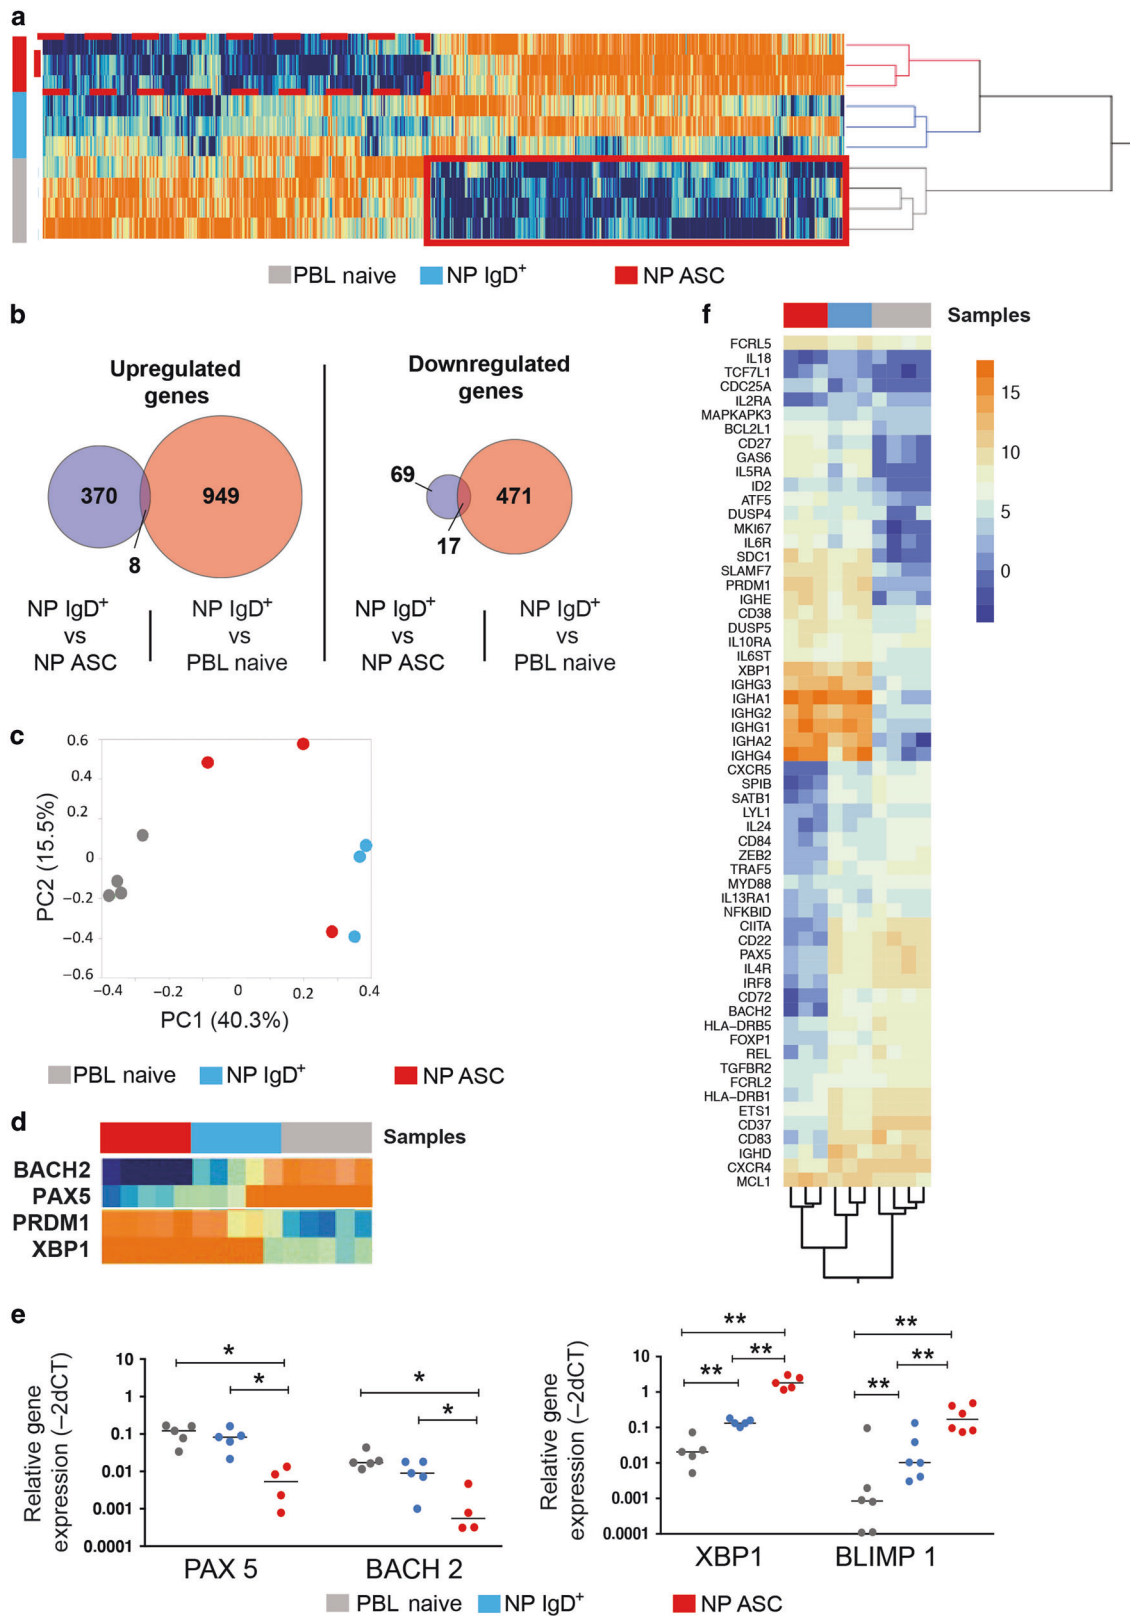 a
PBL naive NP IgD+ NP ASC
b
Upregulated
genes
Downregulated
genes
370
949
8
69
471
17
NP IgD+
vs
NP ASC
NP IgD+
vs
PBL naive
NP IgD+
vs
NP ASC
NP IgD+
vs
PBL naive
c
PC2 (15.5%)
0.6
0.4
0.2
0
−0.2
−0.4
−0.6
−0.4 −0.2 0 0.2 0.4
PC1 (40.3%)
PBL naive NP IgD+ NP ASC
d
Samples
BACH2
PAX5
PRDM1
XBP1
f
Samples
FCRL5
IL18
TCF7L1
CDC25A
IL2RA
MAPKAPK3
BCL2L1
CD27
GAS6
IL5RA
ID2
ATF5
DUSP4
MKI67
IL6R
SDC1
SLAMF7
PRDM1
IGHE
CD38
DUSP5
IL10RA
IL6ST
XBP1
IGHG3
IGHA1
IGHG2
IGHG1
IGHA2
IGHG4
CXCR5
SPIB
SATB1
LYL1
IL24
CD84
ZEB2
TRAF5
MYD88
IL13RA1
NFKBID
CIITA
CD22
PAX5
IL4R
IRF8
CD72
BACH2
HLA−DRB5
FOXP1
REL
TGFBR2
FCRL2
HLA−DRB1
ETS1
CD37
CD83
IGHD
CXCR4
MCL1
15
10
5
0
e
Relative gene
expression (−2dCT)
10
1
0.1
0.01
0.001
0.0001
*
*
*
*
PAX 5 BACH 2
Relative gene
expression (−2dCT)
10
1
0.1
0.01
0.001
0.0001
**
**
**
**
**
**
XBP1 BLIMP 1
PBL naive NP IgD+ NP ASC